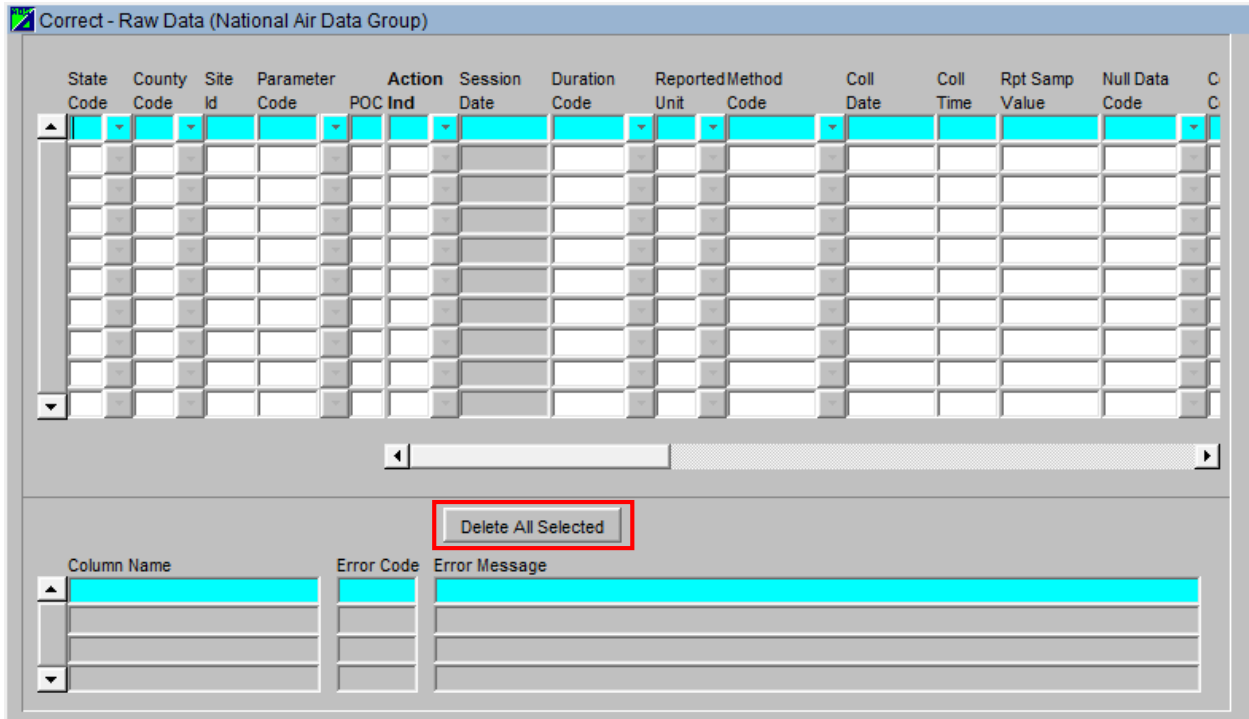 Correct - Raw Data (National Air Data Group)
State County Site Parameter Action Session Duration Reported Method Coll Coll Rpt Samp Null Data C
Code Code Id Code POC Ind Date Code Unit Code Date Time Value Code C
Delete All Selected
Column Name Error Code Error Message